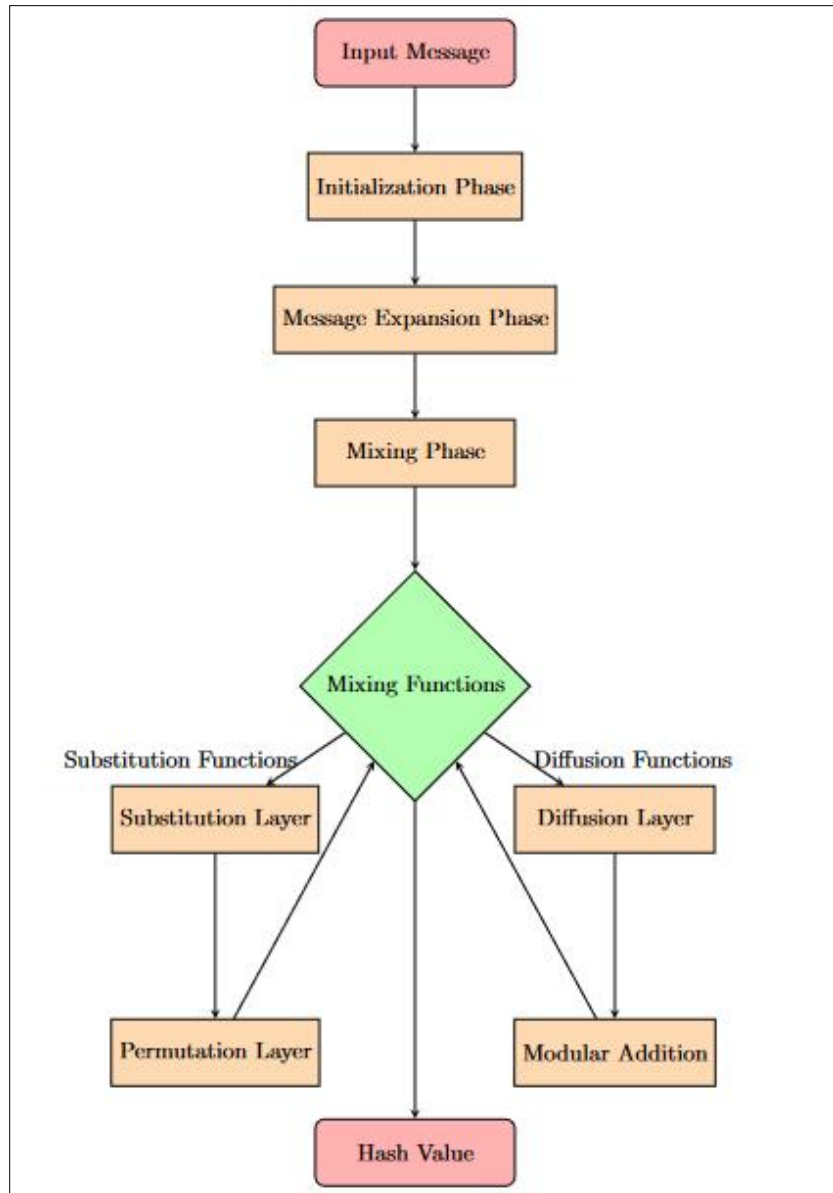 Input Message
Initialization Phase
Message Expansion Phase
Mixing Phase
Mixing Functions
Substitution Functions
Diffusion Functions
Substitution Layer
Diffusion Layer
Permutation Layer
Modular Addition
Hash Value